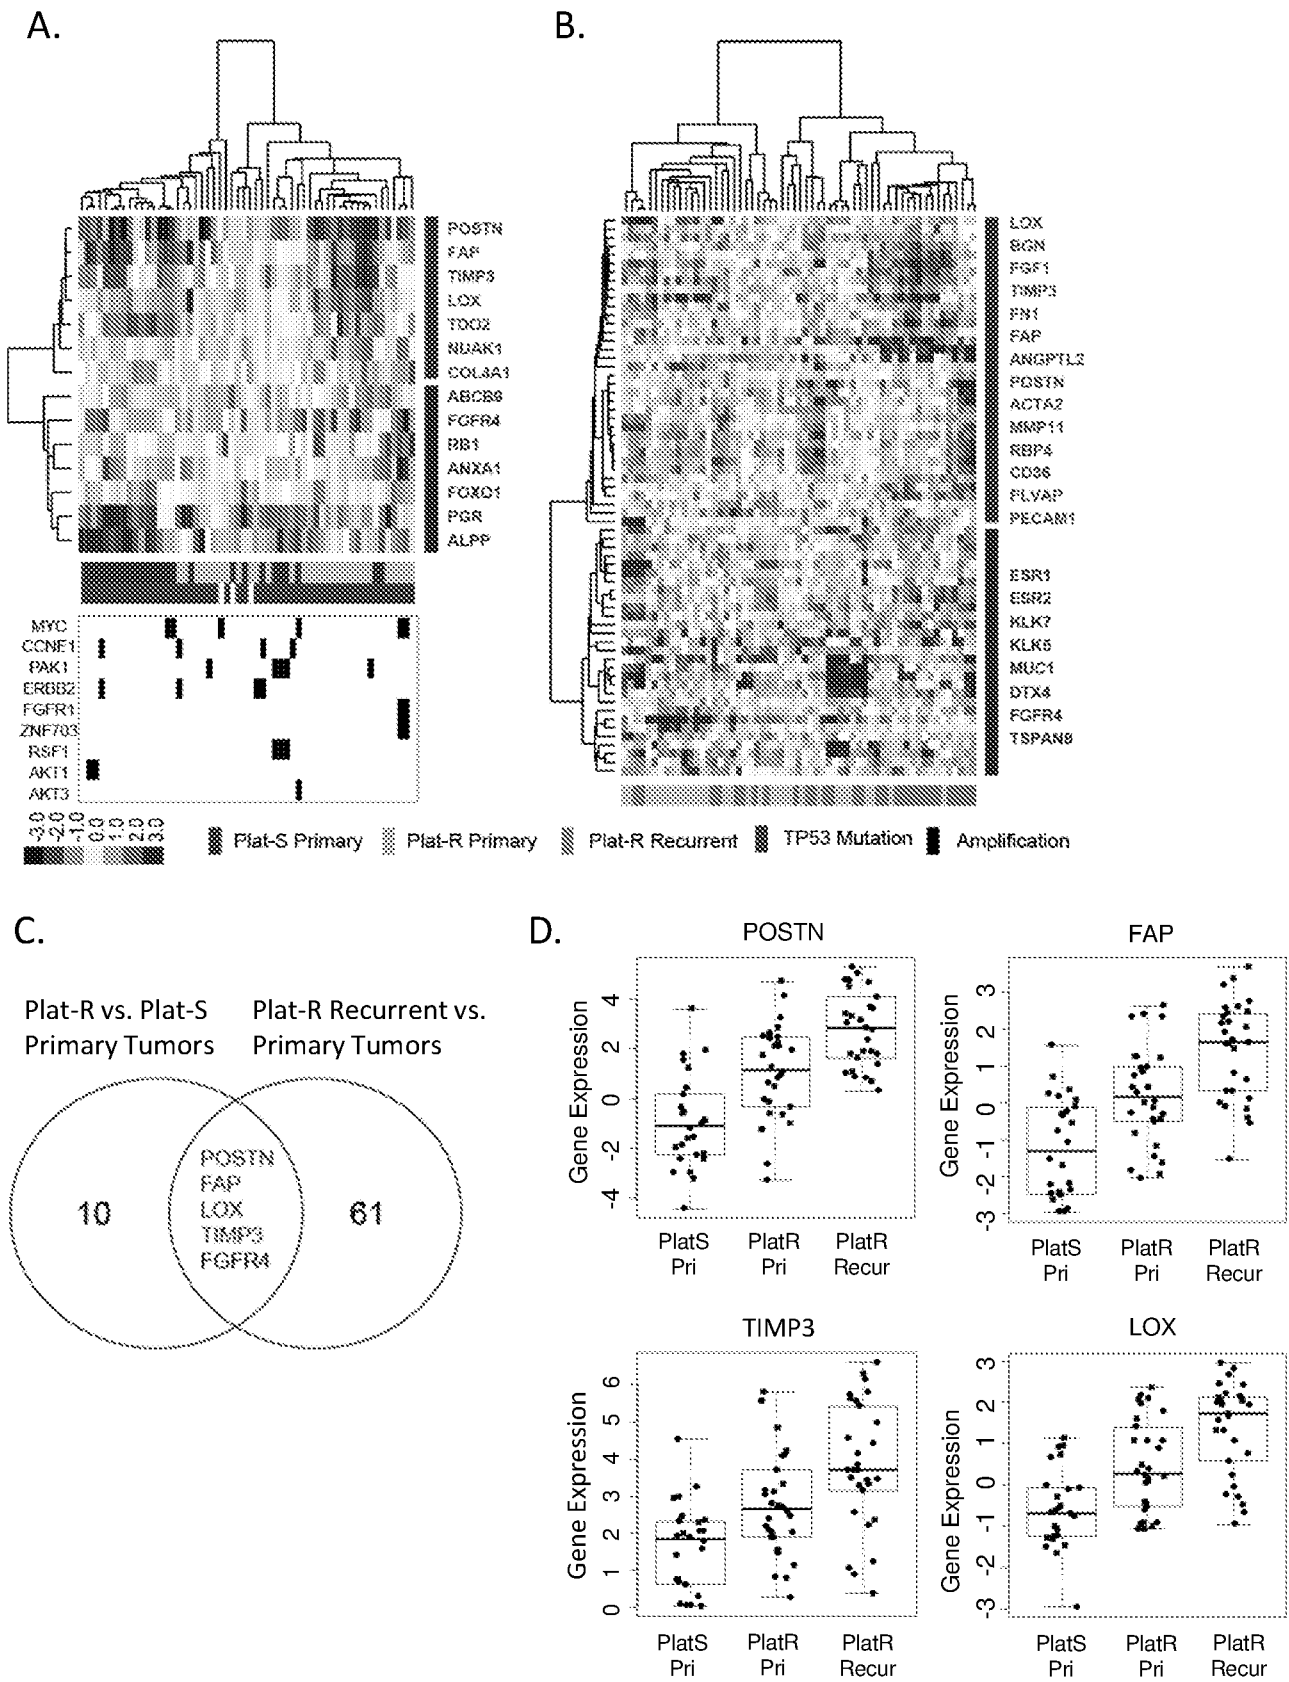 A.
B.
POSTN
FAP
TIMP3
LOX
TDO2
NUAK1
COL4A1
ABCB9
FGFR4
RB1
ANXA1
FOXO1
PGR
ALPP
LOX
BGN
FGF1
TIMP3
FN1
FAP
ANGPTL2
POSTN
ACTA2
MMP11
RBP4
CD36
PLVAP
PECAM1
ESR1
ESR2
KLK7
KLK5
MUC1
DTX4
FGFR4
TSPAN8
MYC
CCNE1
PAK1
ERBB2
FGFR1
ZNF703
RSF1
AKT1
AKT3
-3.0 -2.0 -1.0 0.0 1.0 2.0 3.0
Plat-S Primary Plat-R Primary Plat-R Recurrent TP53 Mutation Amplification
C.
Plat-R vs. Plat-S Primary Tumors
Plat-R Recurrent vs. Primary Tumors
10
POSTN
FAP
LOX
TIMP3
FGFR4
61
D.
POSTN
Gene Expression
4
2
0
-2
-4
PlatS Pri
PlatR Pri
PlatR Recur
FAP
Gene Expression
3
2
1
0
-1
-2
-3
PlatS Pri
PlatR Pri
PlatR Recur
TIMP3
Gene Expression
6
5
4
3
2
1
0
PlatS Pri
PlatR Pri
PlatR Recur
LOX
Gene Expression
3
2
1
0
-1
-2
-3
PlatS Pri
PlatR Pri
PlatR Recur